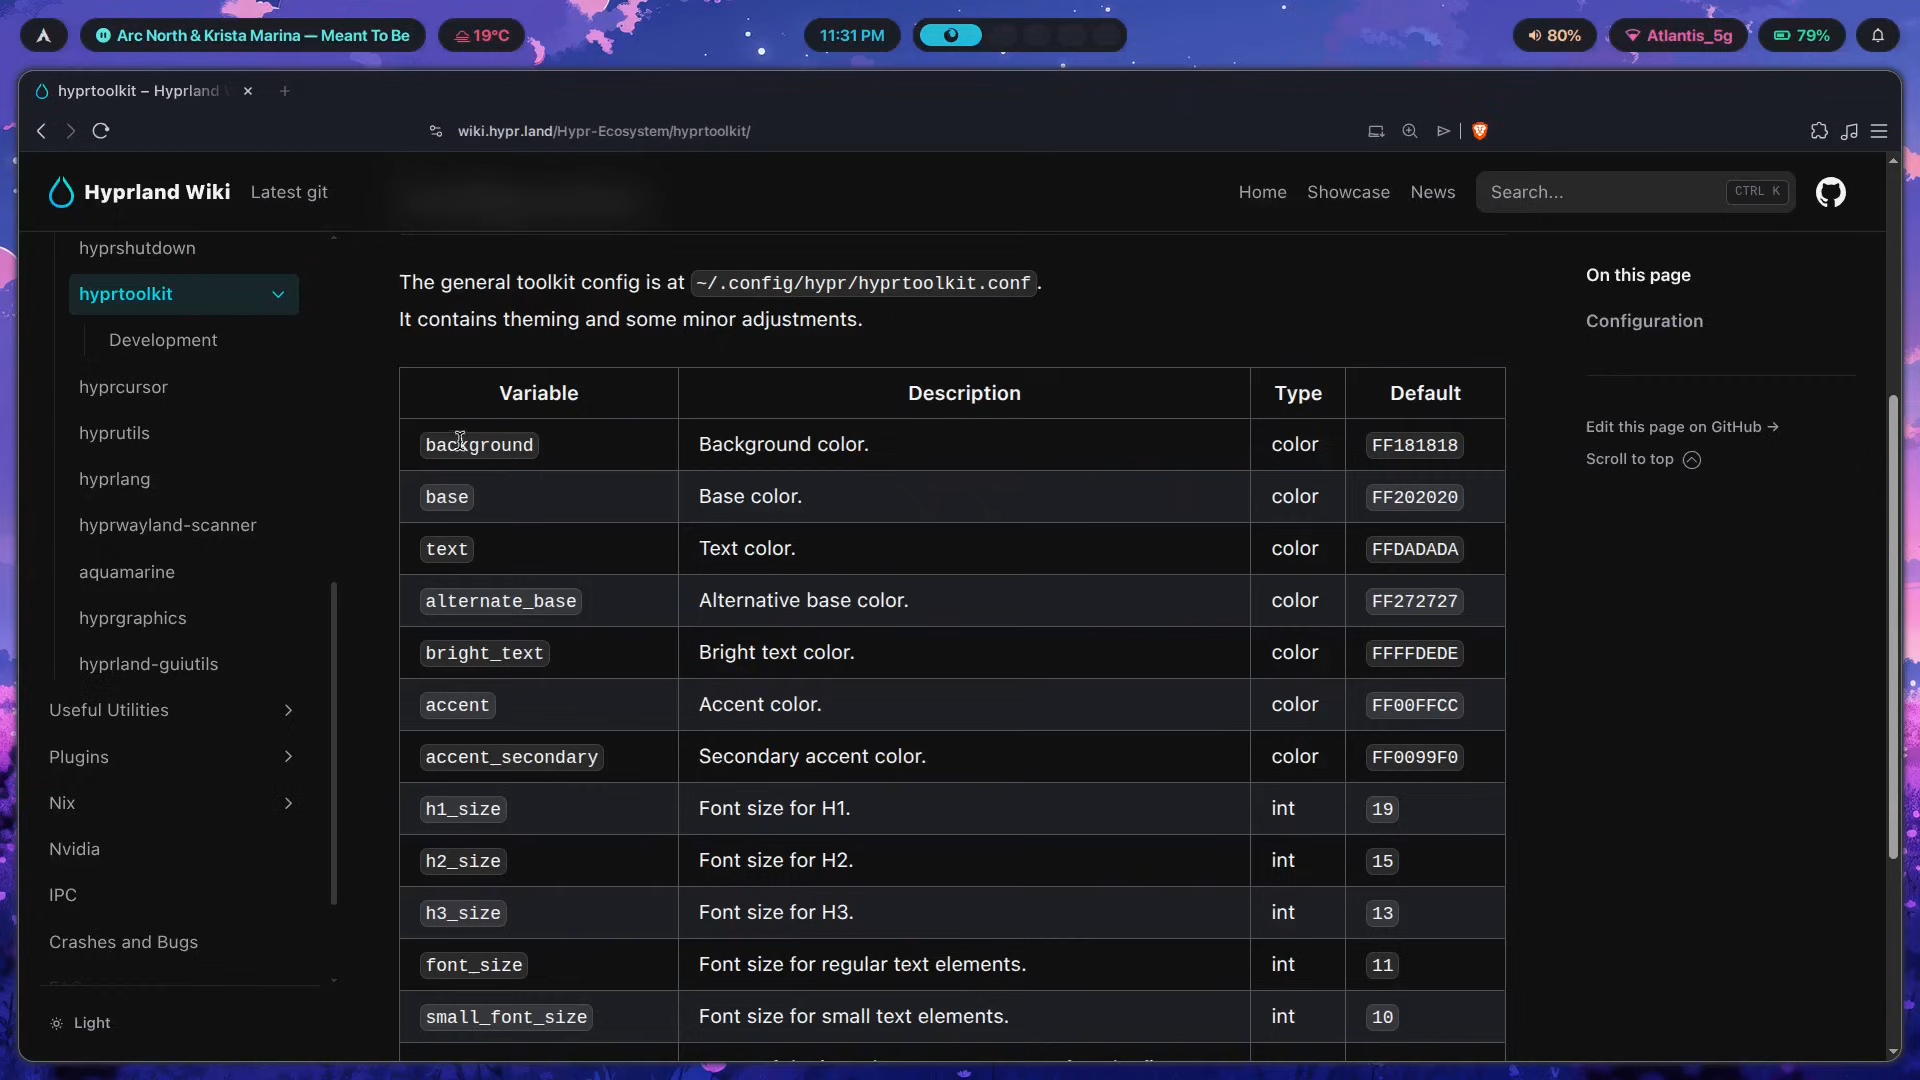 Arc North & Krista Marina — Meant To Be
19°C
11:31 PM
80%
Atlantis_5g
79%
hyprtoolkit – Hyprland
wiki.hypr.land/Hypr-Ecosystem/hyprtoolkit/
Hyprland Wiki
Latest git
Home
Showcase
News
Search...
CTRL K
hyprshutdown
hyprtoolkit
Development
hyprcursor
hyprutils
hyprlang
hyprwayland-scanner
aquamarine
hyprgraphics
hyprland-guiutils
Useful Utilities
Plugins
Nix
Nvidia
IPC
Crashes and Bugs
Light
The general toolkit config is at ~/.config/hypr/hyprtoolkit.conf.
It contains theming and some minor adjustments.
Variable Description Type Default
background Background color. color FF181818
base Base color. color FF202020
text Text color. color FFDADADA
alternate_base Alternative base color. color FF272727
bright_text Bright text color. color FFFFDEDE
accent Accent color. color FF00FFCC
accent_secondary Secondary accent color. color FF0099F0
h1_size Font size for H1. int 19
h2_size Font size for H2. int 15
h3_size Font size for H3. int 13
font_size Font size for regular text elements. int 11
small_font_size Font size for small text elements. int 10
On this page
Configuration
Edit this page on GitHub →
Scroll to top